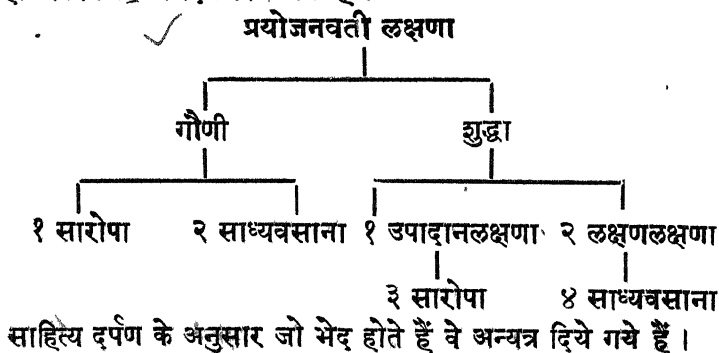 प्रयोजनवती लक्षणा
गौणी शुद्धा
१ सारोपा २ साध्यवसाना १ उपादानलक्षणा २ लक्षणलक्षणा
३ सारोपा ४ साध्यवसाना
साहित्य दर्पण के अनुसार जो भेद होते हैं वे अन्यत्र दिये गये हैं ।